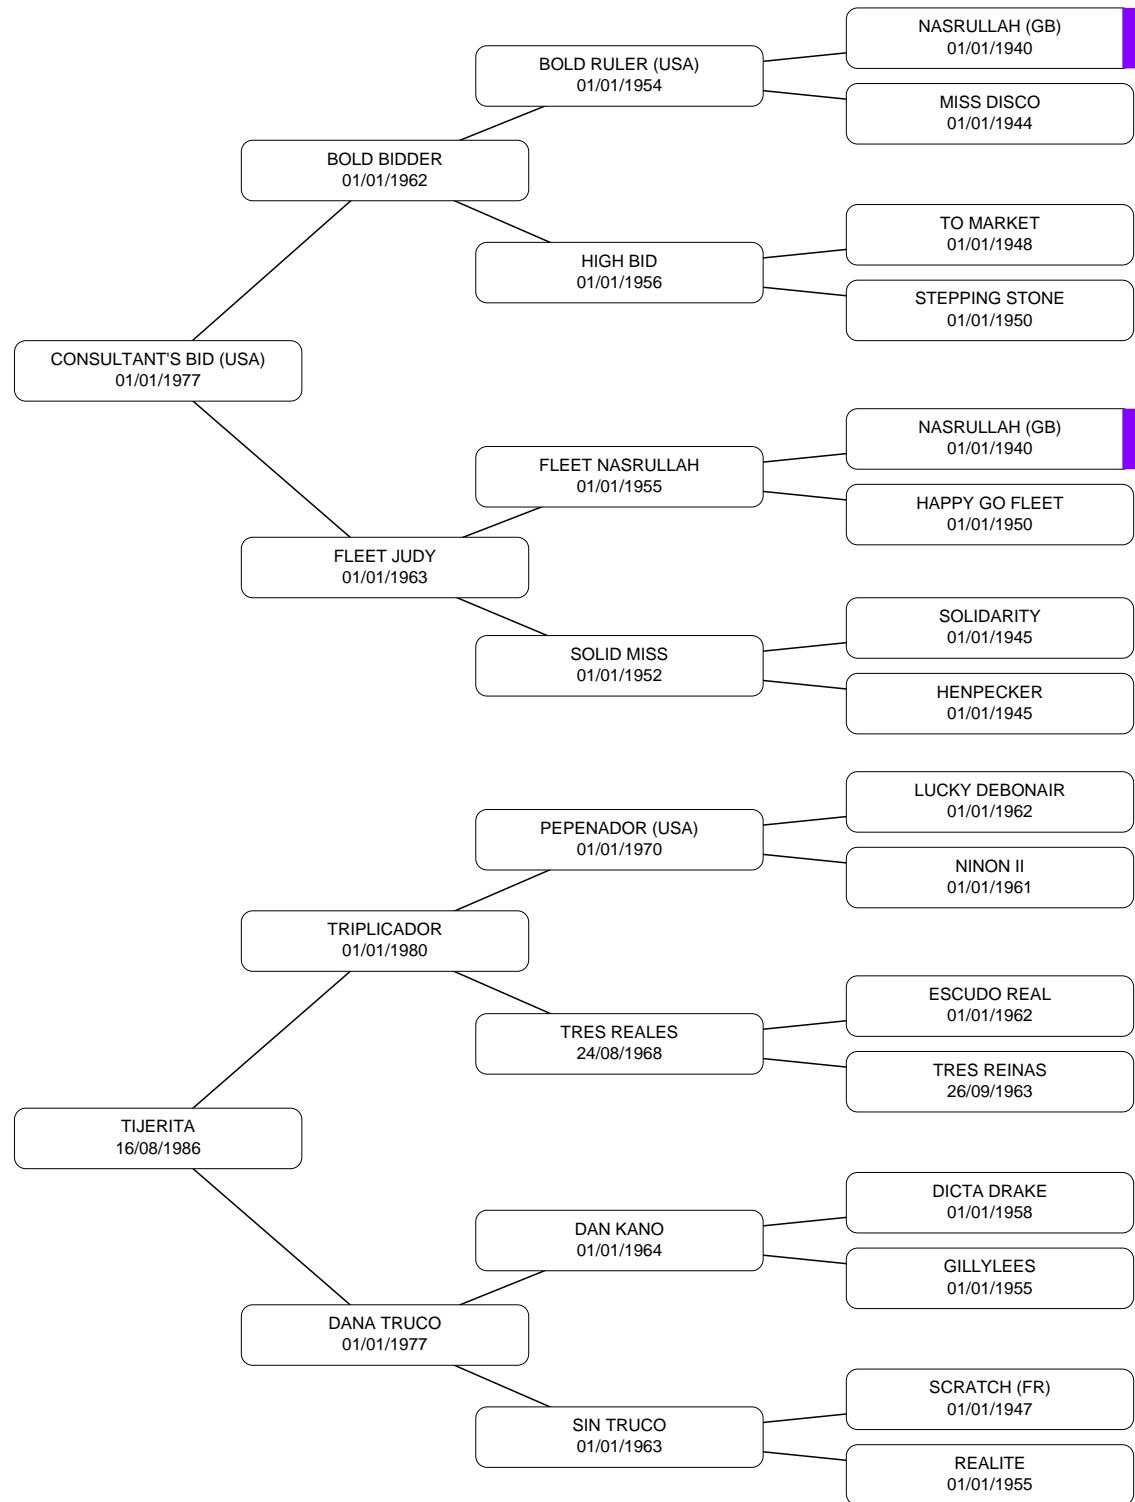 NASRULLAH (GB)
01/01/1940
BOLD RULER (USA)
01/01/1954
MISS DISCO
01/01/1944
BOLD BIDDER
01/01/1962
TO MARKET
01/01/1948
HIGH BID
01/01/1956
STEPPING STONE
01/01/1950
CONSULTANT'S BID (USA)
01/01/1977
NASRULLAH (GB)
01/01/1940
FLEET NASRULLAH
01/01/1955
HAPPY GO FLEET
01/01/1950
FLEET JUDY
01/01/1963
SOLIDARITY
01/01/1945
SOLID MISS
01/01/1952
HENPECKER
01/01/1945
LUCKY DEBONAIR
01/01/1962
PEPENADOR (USA)
01/01/1970
NINON II
01/01/1961
TRIPLICADOR
01/01/1980
ESCUDO REAL
01/01/1962
TRES REALES
24/08/1968
TRES REINAS
26/09/1963
TIJERITA
16/08/1986
DICTA DRAKE
01/01/1958
DAN KANO
01/01/1964
GILLYLEES
01/01/1955
DANA TRUCO
01/01/1977
SCRATCH (FR)
01/01/1947
SIN TRUCO
01/01/1963
REALITE
01/01/1955